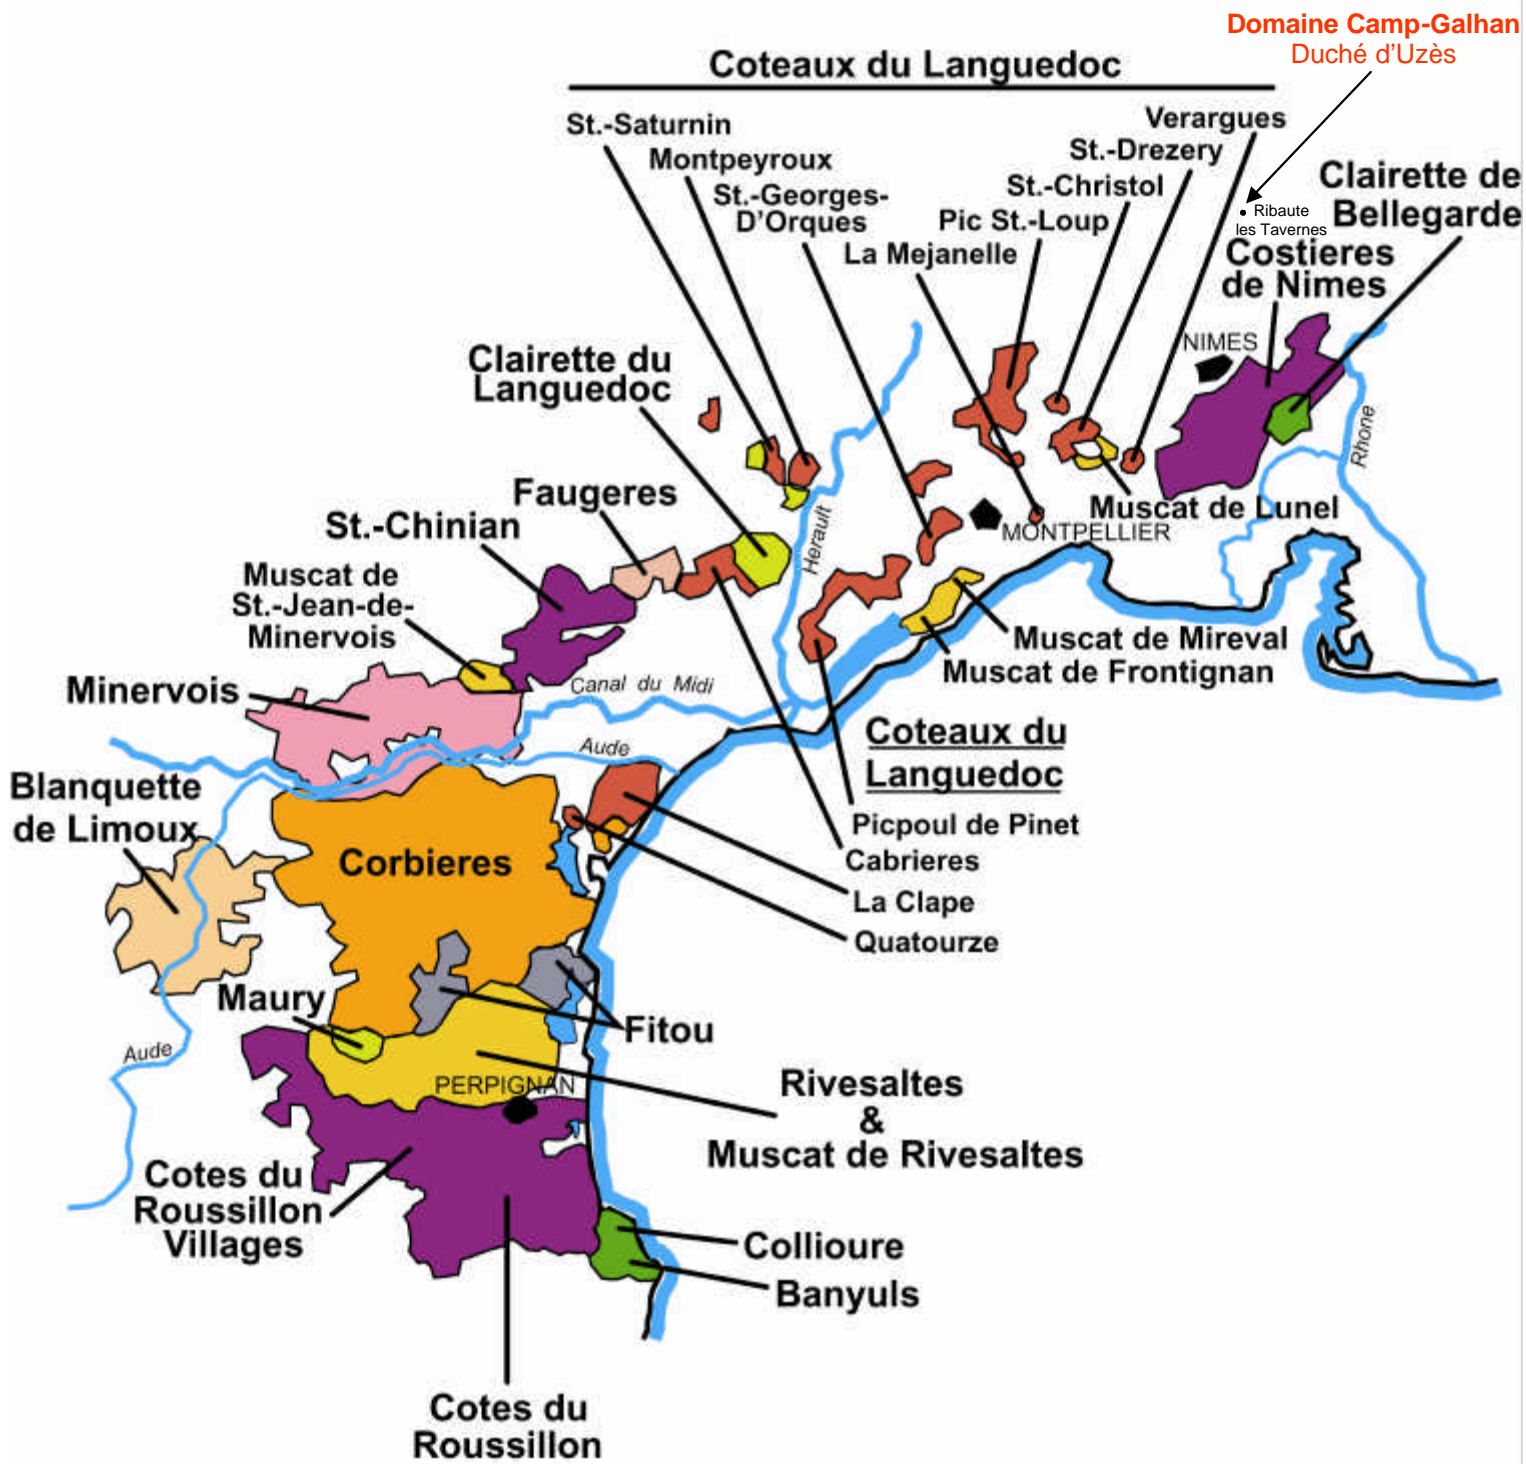 Domaine Camp-Galhan
Duché d'Uzès
Coteaux du Languedoc
St.-Saturnin
Montpeyroux
St.-Georges-
D'Orques
La Mejanelle
Pic St.-Loup
St.-Christol
St.-Drezery
Verargues
Ribaute
les Tavernes
Clairette de
Bellegarde
Costieres
de Nimes
NIMES
Rhone
Clairette du
Languedoc
Faugeres
St.-Chinian
Muscat de
St.-Jean-de-
Minervois
Minervois
Herault
MONTPELLIER
Muscat de Lunel
Muscat de Mireval
Muscat de Frontignan
Canal du Midi
Aude
Coteaux du
Languedoc
Picpoul de Pinet
Cabrieres
La Clape
Quatourze
Blanquette
de Limoux
Corbieres
Maury
Fitou
Aude
PERPIGNAN
Rivesaltes
&
Muscat de Rivesaltes
Cotes du
Roussillon
Villages
Collioure
Banyuls
Cotes du
Roussillon